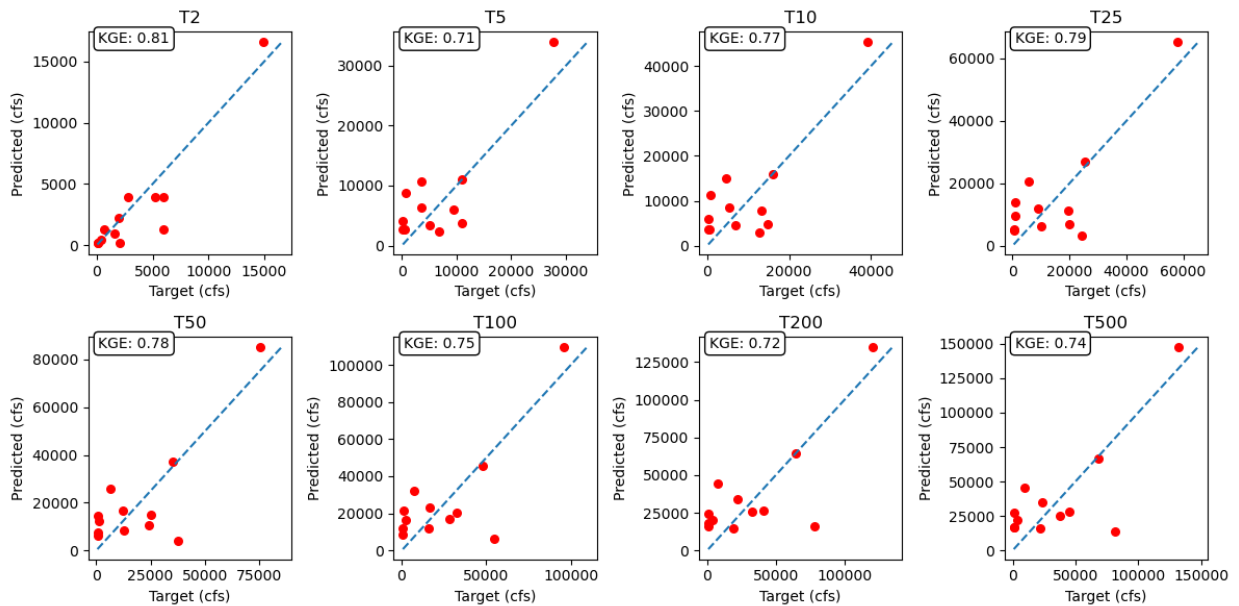 T2
KGE: 0.81
Predicted (cfs)
15000
10000
5000
0
0 5000 10000 15000
Target (cfs)
T5
KGE: 0.71
Predicted (cfs)
30000
20000
10000
0
0 10000 20000 30000
Target (cfs)
T10
KGE: 0.77
Predicted (cfs)
40000
30000
20000
10000
0
0 20000 40000
Target (cfs)
T25
KGE: 0.79
Predicted (cfs)
60000
40000
20000
0
0 20000 40000 60000
Target (cfs)
T50
KGE: 0.78
Predicted (cfs)
80000
60000
40000
20000
0
0 25000 50000 75000
Target (cfs)
T100
KGE: 0.75
Predicted (cfs)
100000
80000
60000
40000
20000
0
0 50000 100000
Target (cfs)
T200
KGE: 0.72
Predicted (cfs)
125000
100000
75000
50000
25000
0
0 50000 100000
Target (cfs)
T500
KGE: 0.74
Predicted (cfs)
150000
125000
100000
75000
50000
25000
0
0 50000 100000 150000
Target (cfs)